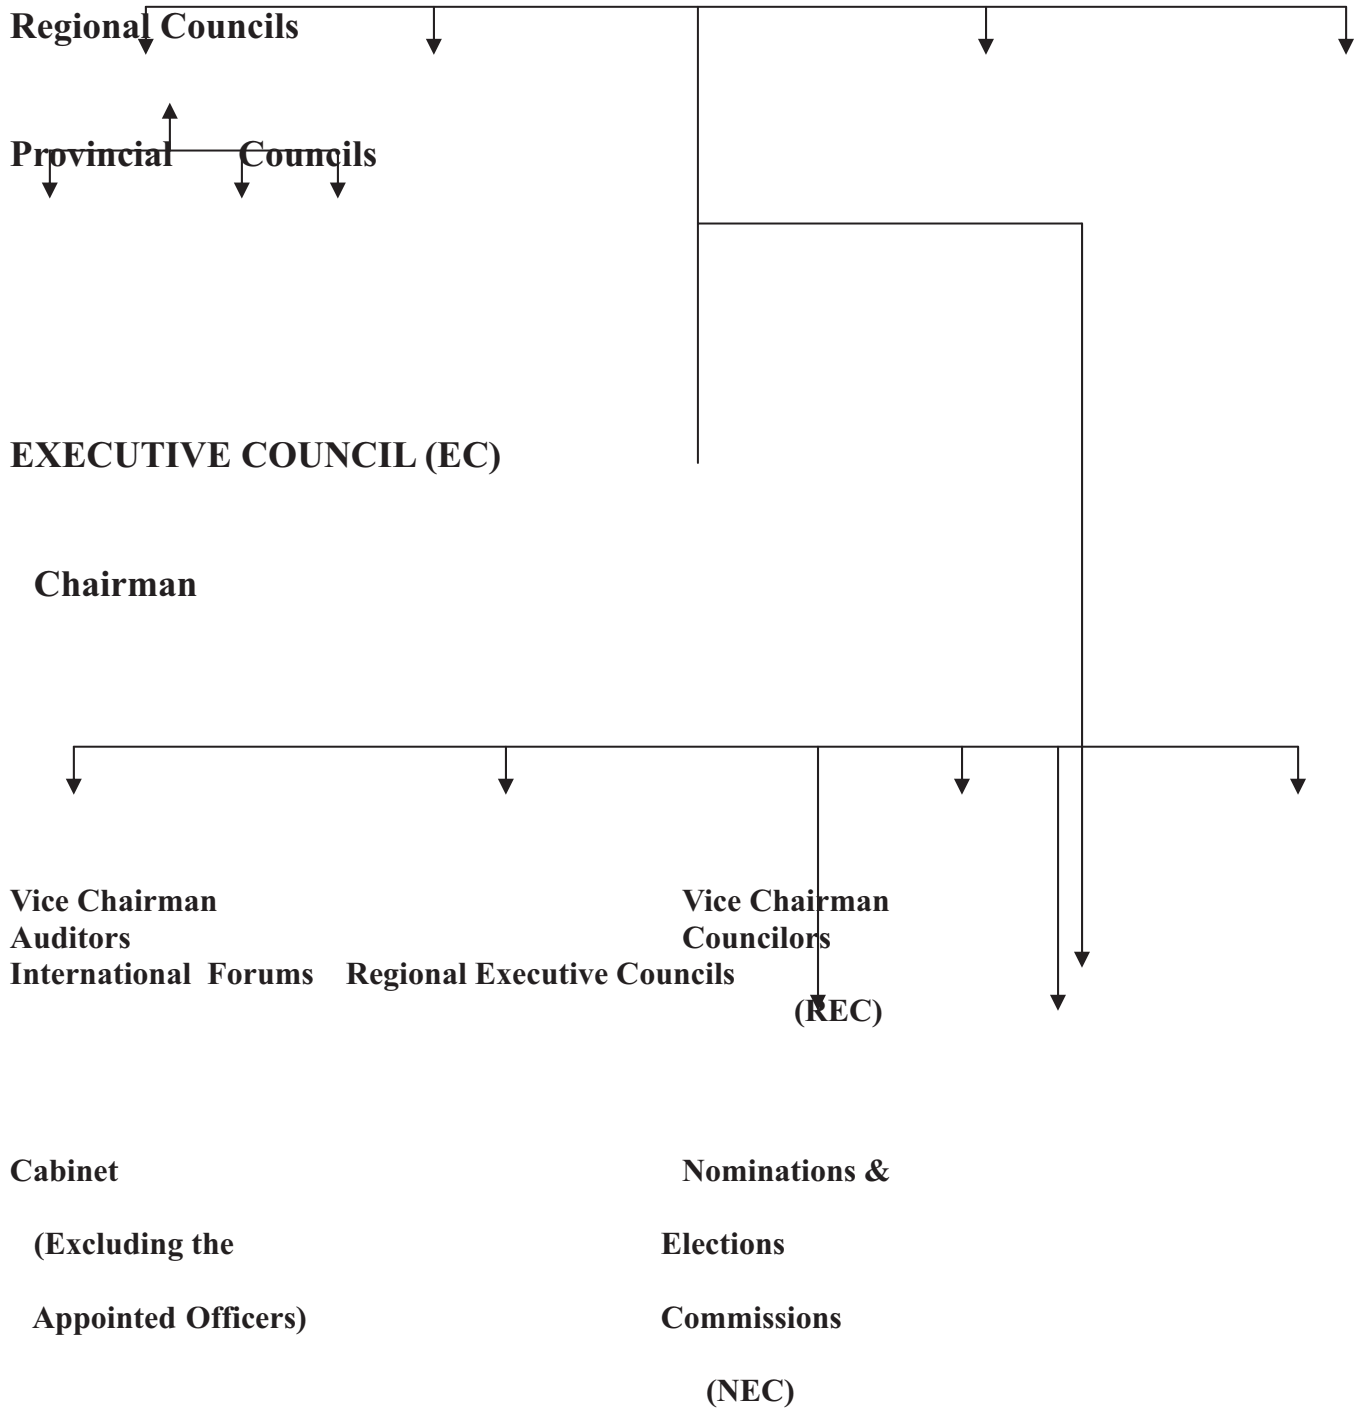 Regional Councils
Provincial Councils
EXECUTIVE COUNCIL (EC)
Chairman
Vice Chairman Vice Chairman
Auditors Councilors
International Forums Regional Executive Councils
(REC)
Cabinet Nominations &
(Excluding the Elections
Appointed Officers) Commissions
(NEC)